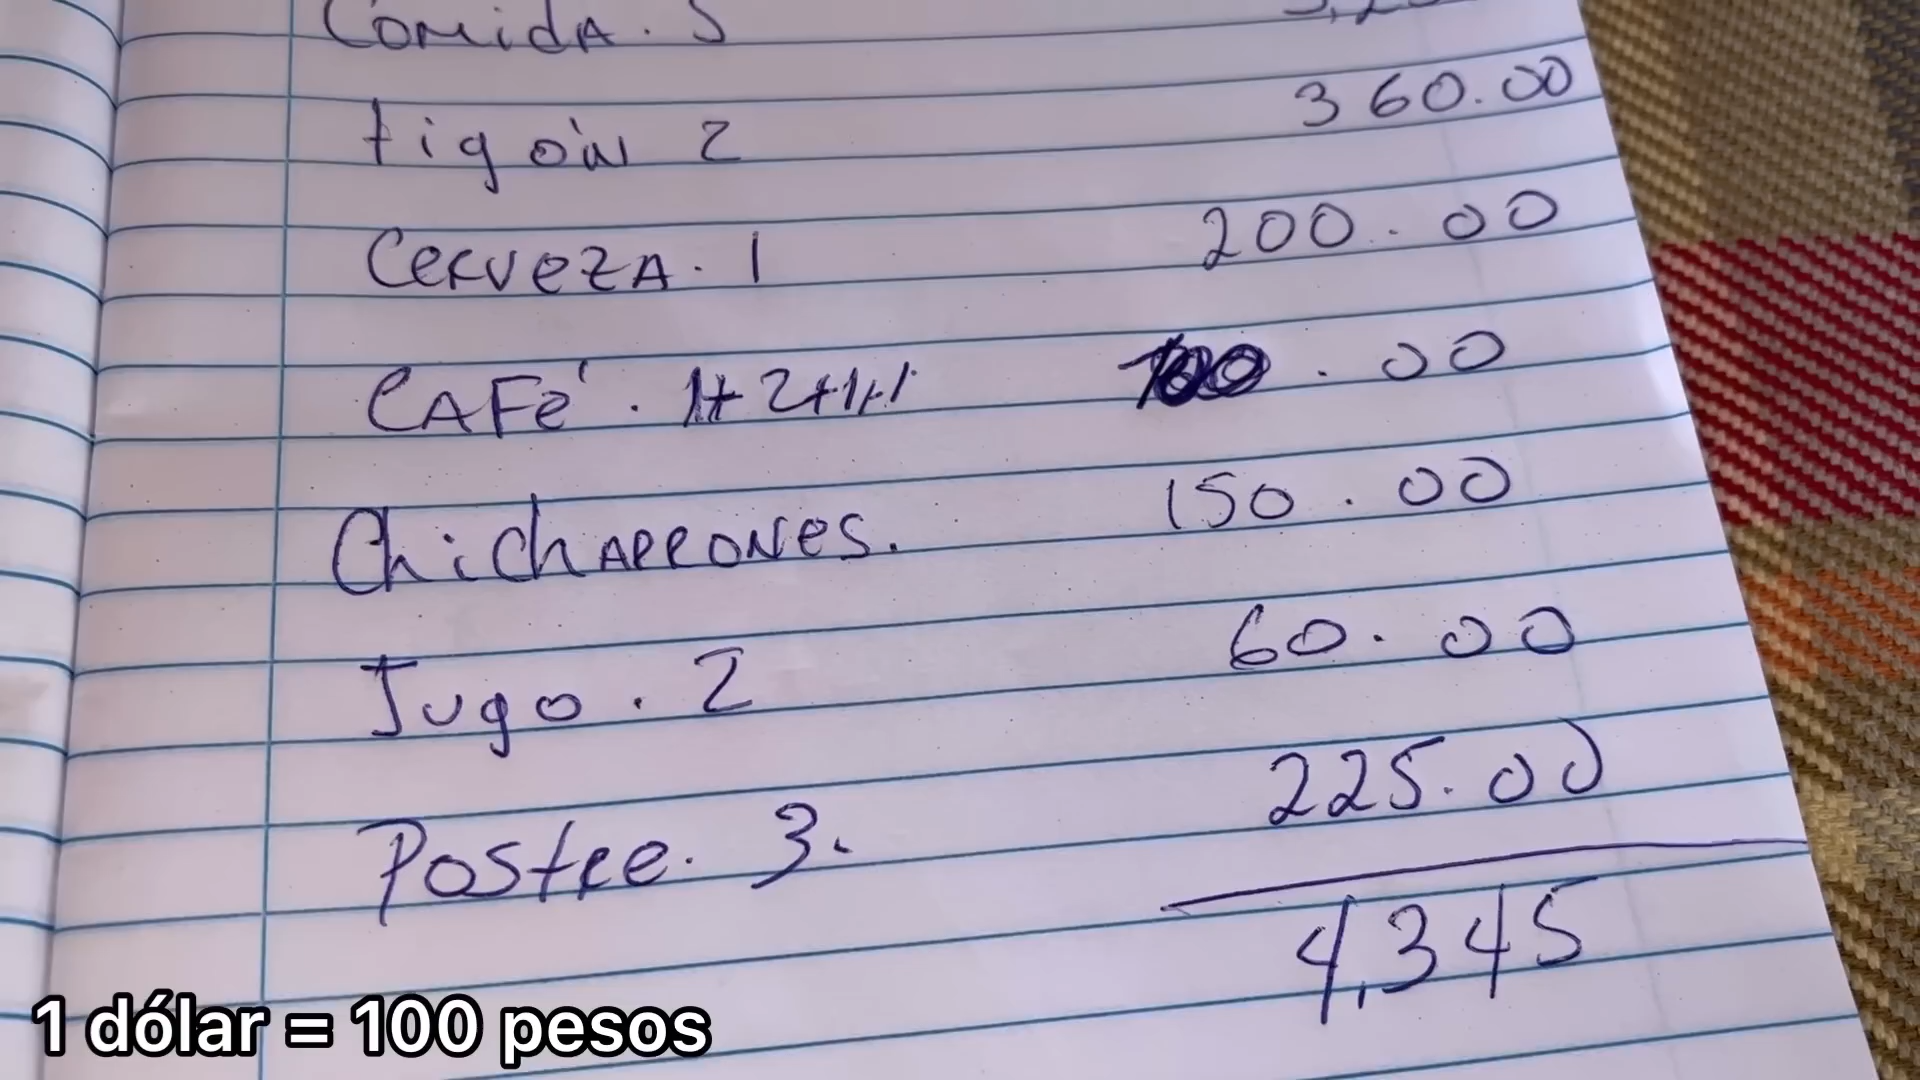 Comida. 5
tigoin 2 360.00
Cerveza. 1 200.00
CAFé. 1+2+1+1 .00
ChichARRONES. 150.00
Jugo. 2 60.00
Postre. 3. 225.00
4,345
1 dólar = 100 pesos